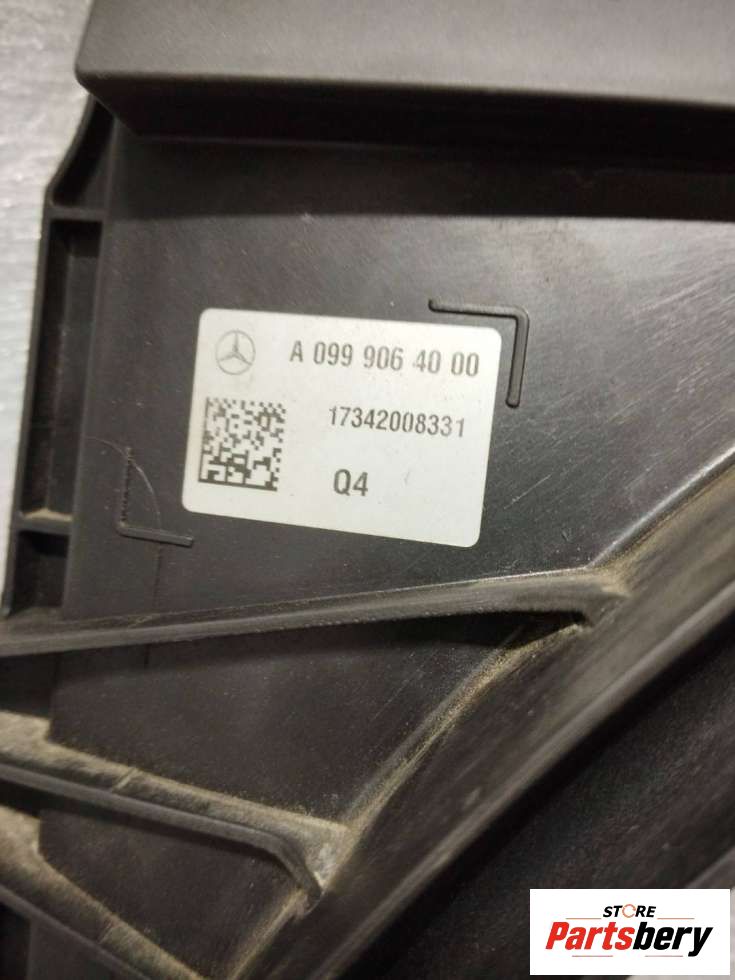 A 099 906 40 00
17342008331
Q4
STORE
Partsbery